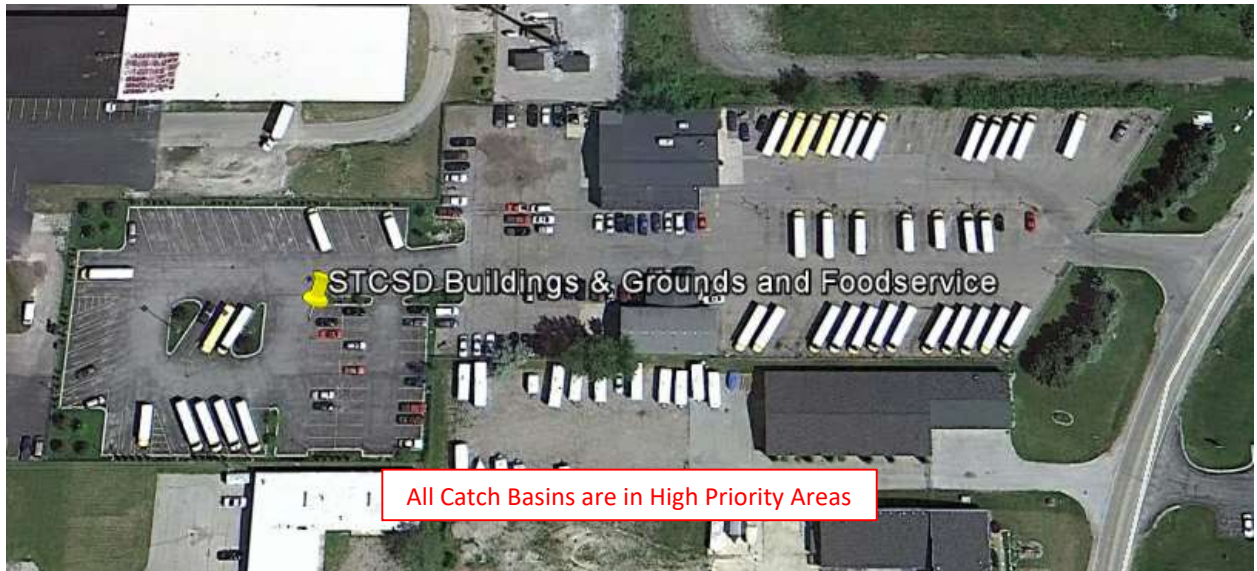 STCSD Buildings & Grounds and Foodservice
All Catch Basins are in High Priority Areas